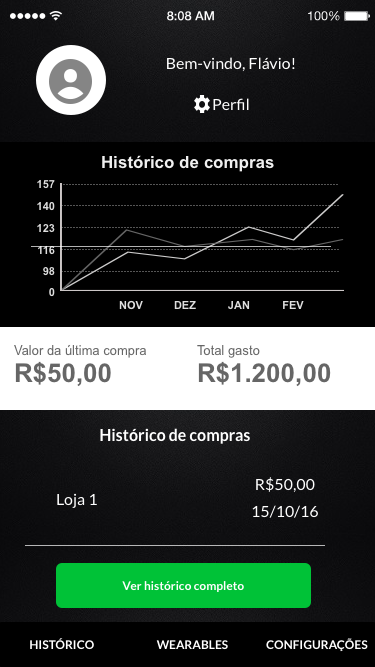 8:08 AM 100%
Bem-vindo, Flávio!
Perfil
Histórico de compras
157
140
123
116
98
0
NOV DEZ JAN FEV
Valor da última compra Total gasto
R$50,00 R$1.200,00
Histórico de compras
R$50,00
Loja 1
15/10/16
Ver histórico completo
HISTÓRICO WEARABLES CONFIGURAÇÕES